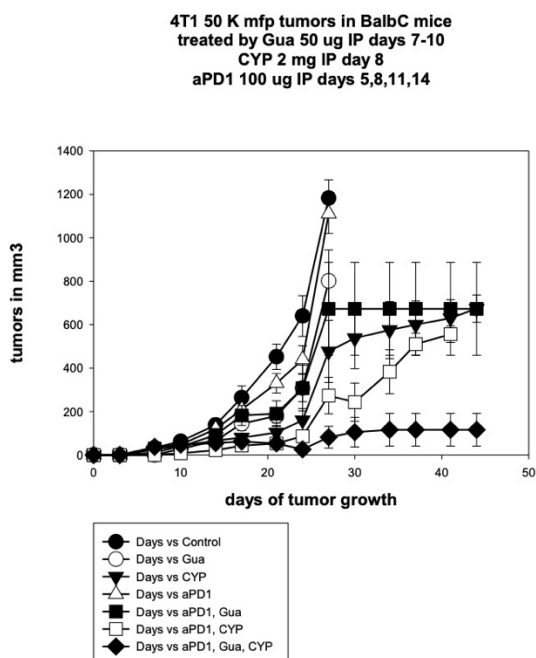 4T1 50 K mfp tumors in BalbC mice
treated by Gua 50 ug IP days 7-10
CYP 2 mg IP day 8
aPD1 100 ug IP days 5,8,11,14
1400
1200
1000
800
600
400
200
0
tumors in mm3
0
10
20
30
40
50
days of tumor growth
Days vs Control
Days vs Gua
Days vs CYP
Days vs aPD1
Days vs aPD1, Gua
Days vs aPD1, CYP
Days vs aPD1, Gua, CYP